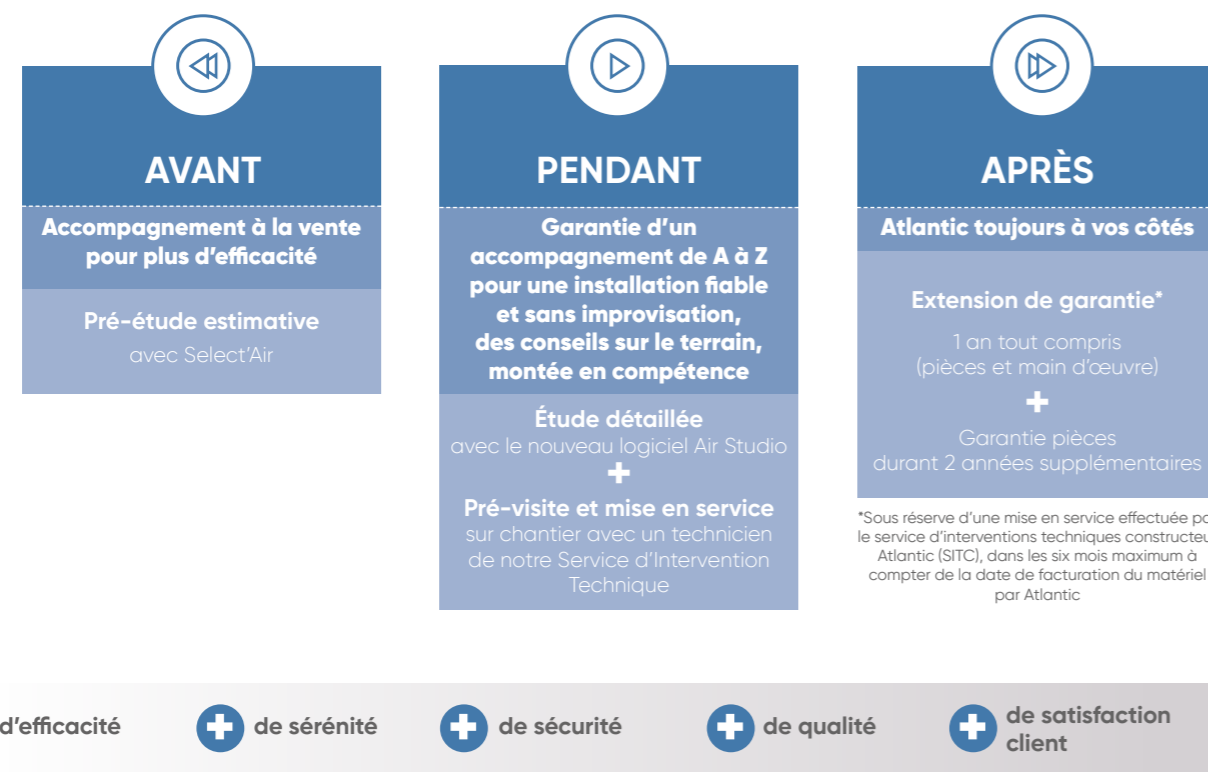 AVANT
Accompagnement à la vente
pour plus d’efficacité
Pré-étude estimative
avec Select’Air
PENDANT
Garantie d’un
accompagnement de A à Z
pour une installation fiable
et sans improvisation,
des conseils sur le terrain,
montée en compétence
Étude détaillée
avec le nouveau logiciel Air Studio
+
Pré-visite et mise en service
sur chantier avec un technicien
de notre Service d’Intervention
Technique
APRÈS
Atlantic toujours à vos côtés
Extension de garantie*
1 an tout compris
(pièces et main d’œuvre)
+
Garantie pièces
durant 2 années supplémentaires
*Sous réserve d’une mise en service effectuée
le service d’interventions techniques
Atlantic (SITC), dans les six mois maximum à
compter de la date de facturation du matériel
par Atlantic
d’efficacité
+ de sérénité
+ de sécurité
+ de qualité
+ de satisfaction
client